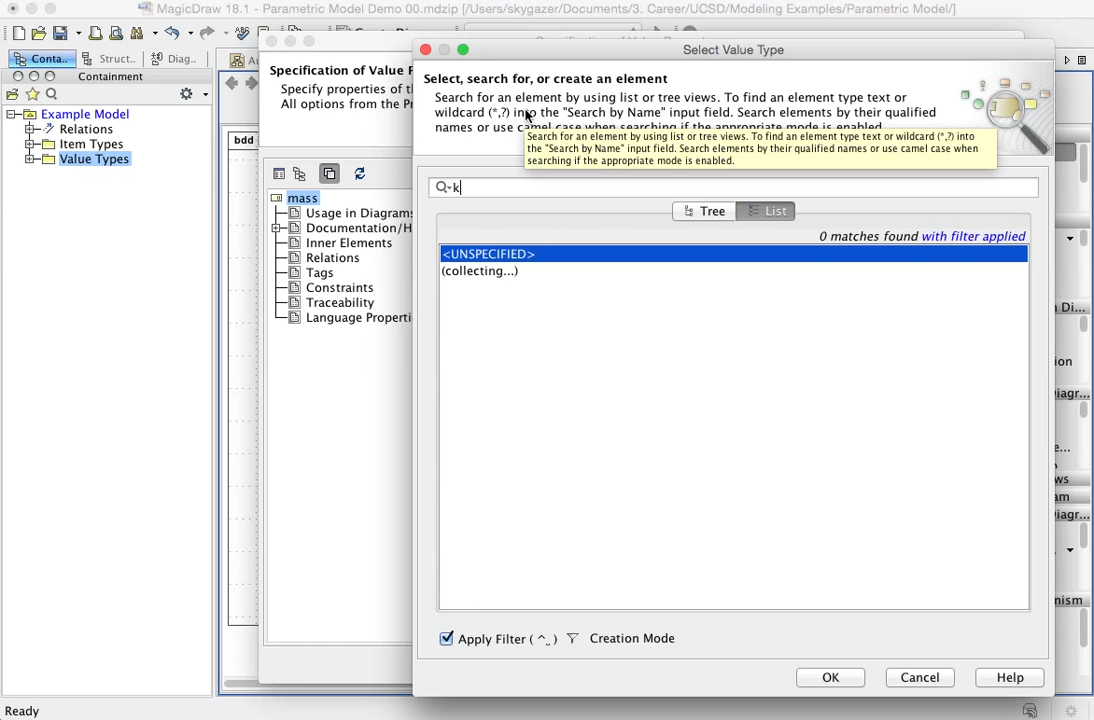 MagicDraw 18.1 - Parametric Model Demo 00.mdzip [/Users/skygazer/Documents/3. Career/UCSD/Modeling Examples/Parametric Model/]
Conta..
Struct..
Diag..
Containment
Example Model
Relations
Item Types
Value Types
bdd
Specification of Value
Specify properties of
All options from the
mass
Usage in Diagrams
Documentation/H
Inner Elements
Relations
Tags
Constraints
Traceability
Language Properti
Select Value Type
Select, search for, or create an element
Search for an element by using list or tree views. To find an element type text or
wildcard (*,?) into the "Search by Name" input field. Search elements by their qualified
names or use camel case when searching if the appropriate mode is enabled.
Search for an element by using list or tree views. To find an element type text or wildcard (*,?) into
the "Search by Name" input field. Search elements by their qualified names or use camel case when
searching if the appropriate mode is enabled.
k
Tree
List
0 matches found with filter applied
<UNSPECIFIED>
(collecting...)
Apply Filter ( ^_ )
Creation Mode
OK
Cancel
Help
Di...
ion
iagr...
e...
ws
am
iagr...
nism
Ready